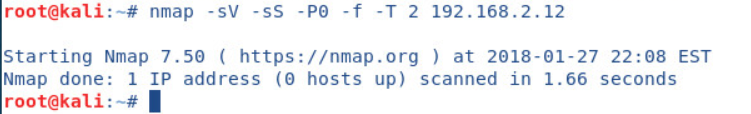 root@kali:~# nmap -sV -sS -P0 -f -T 2 192.168.2.12
Starting Nmap 7.50 ( https://nmap.org ) at 2018-01-27 22:08 EST
Nmap done: 1 IP address (0 hosts up) scanned in 1.66 seconds
root@kali:~#